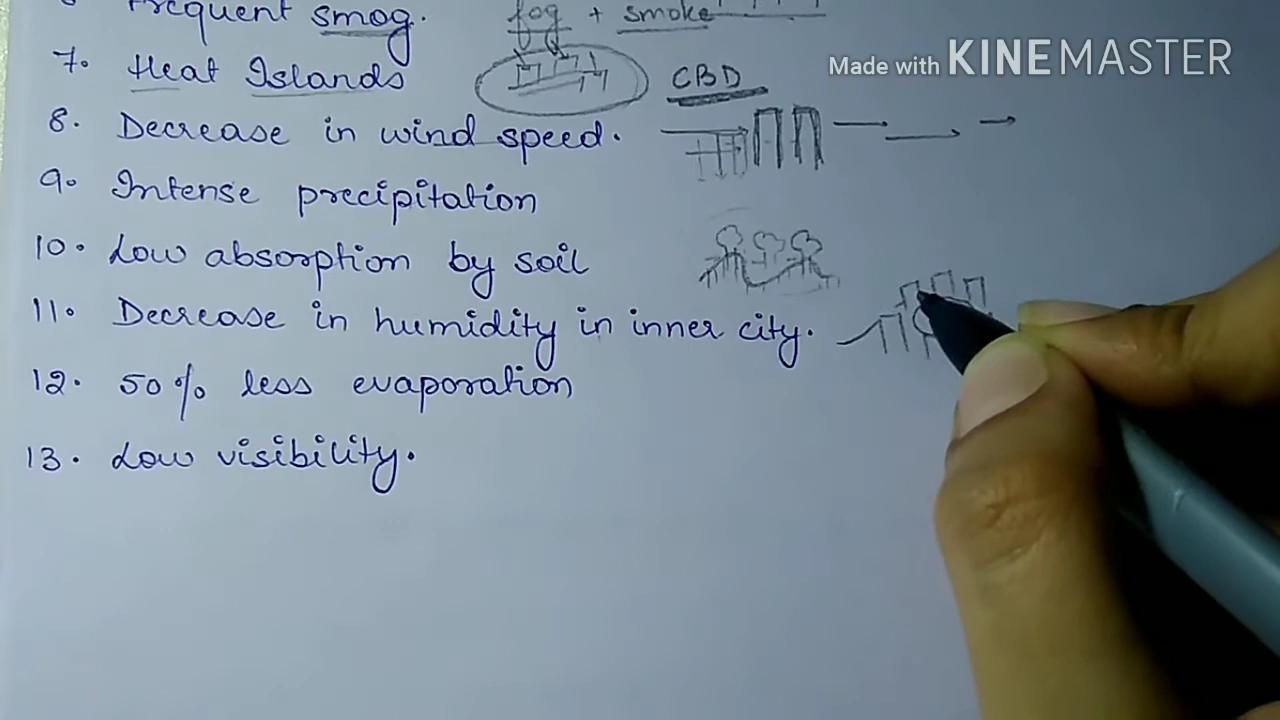 Frequent smog. fog + smoke
7. Heat Islands CBD
8. Decrease in wind speed.
9. Intense precipitation
10. Low absorption by soil
11. Decrease in humidity in inner city.
12. 50% less evaporation
13. Low visibility.
Made with KINEMASTER